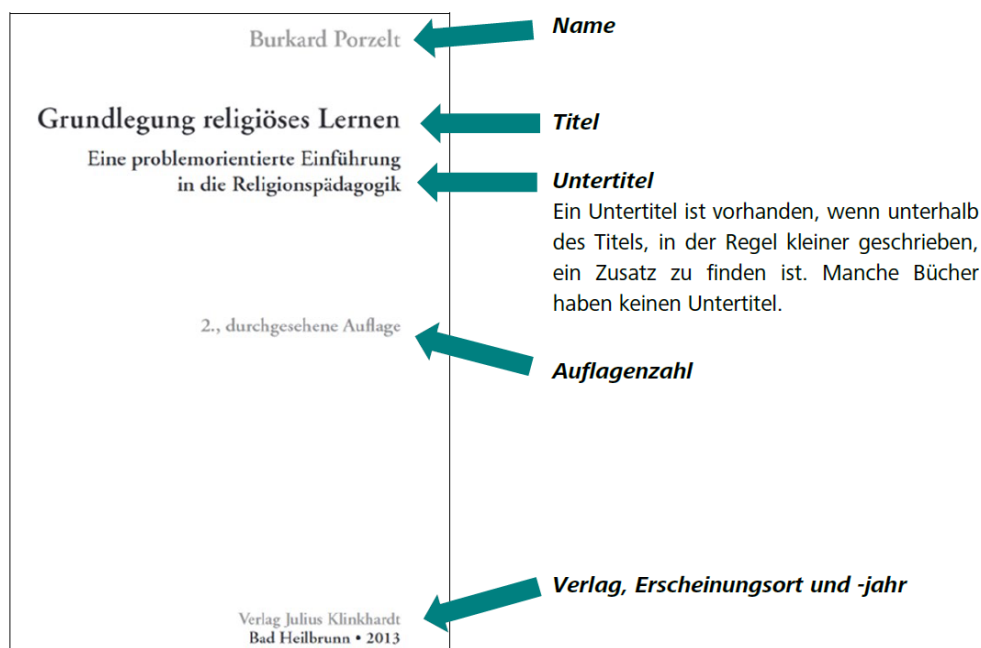 Burkard Porzelt
Name
Grundlegung religiöses Lernen
Titel
Eine problemorientierte Einführung
in die Religionspädagogik
Untertitel
Ein Untertitel ist vorhanden, wenn unterhalb
des Titels, in der Regel kleiner geschrieben,
ein Zusatz zu finden ist. Manche Bücher
haben keinen Untertitel.
2., durchgesehene Auflage
Auflagenzahl
Verlag, Erscheinungsort und -jahr
Verlag Julius Klinkhardt
Bad Heilbrunn • 2013